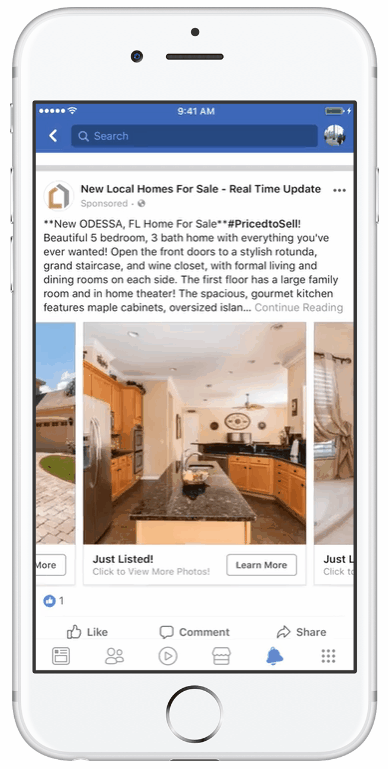 9:41 AM
Search
New Local Homes For Sale - Real Time Update
Sponsored
**New ODESSA, FL Home For Sale**#PricedtoSell!
Beautiful 5 bedroom, 3 bath home with everything you've
ever wanted! Open the front doors to a stylish rotunda,
grand staircase, and wine closet, with formal living and
dining rooms on each side. The first floor has a large family
room and in home theater! The spacious, gourmet kitchen
features maple cabinets, oversized islan... Continue Reading
More
Just Listed!
Click to View More Photos!
Learn More
Just L
Click to
1
Like Comment Share